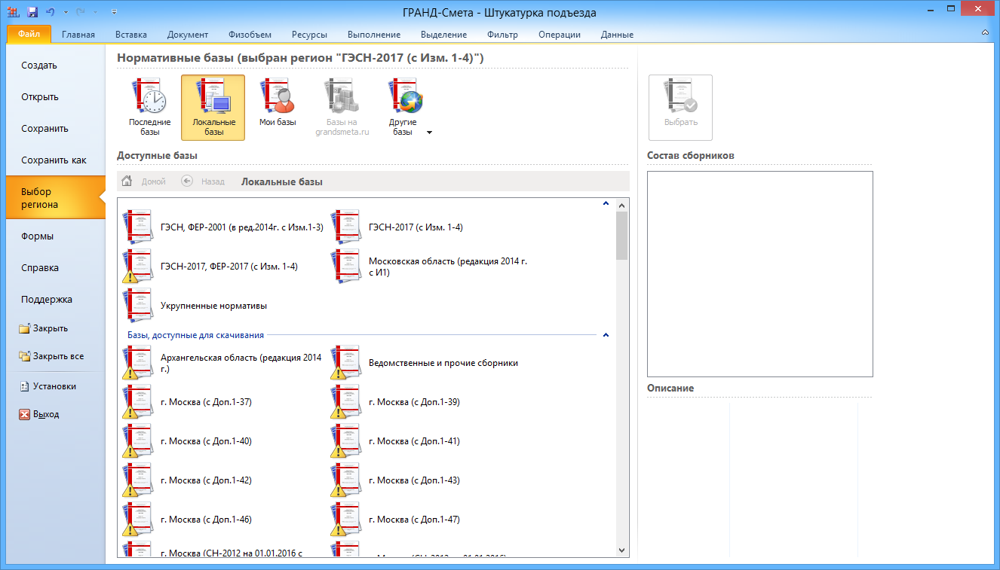 ГРАНД-Смета - Штукатурка подъезда
Файл
Главная
Вставка
Документ
Физобъем
Ресурсы
Выполнение
Выделение
Фильтр
Операции
Данные
Создать
Открыть
Сохранить
Сохранить как
Выбор
региона
Формы
Справка
Поддержка
Закрыть
Закрыть все
Установки
Выход
Нормативные базы (выбран регион "ГЭСН-2017 (с Изм. 1-4)")
Последние
базы
Локальные
базы
Мои базы
Базы на
grandsmeta.ru
Другие
базы
Доступные базы
Домой
Назад
Локальные базы
ГЭСН, ФЕР-2001 (в ред.2014г. с Изм.1-3)
ГЭСН-2017 (с Изм. 1-4)
ГЭСН-2017, ФЕР-2017 (с Изм. 1-4)
Московская область (редакция 2014 г.
с И1)
Укрупненные нормативы
Базы, доступные для скачивания
Архангельская область (редакция 2014
г.)
Ведомственные и прочие сборники
г. Москва (с Доп.1-37)
г. Москва (с Доп.1-39)
г. Москва (с Доп.1-40)
г. Москва (с Доп.1-41)
г. Москва (с Доп.1-42)
г. Москва (с Доп.1-43)
г. Москва (с Доп.1-46)
г. Москва (с Доп.1-47)
г. Москва (СН-2012 на 01.01.2016 с
Выбрать
Состав сборников
Описание